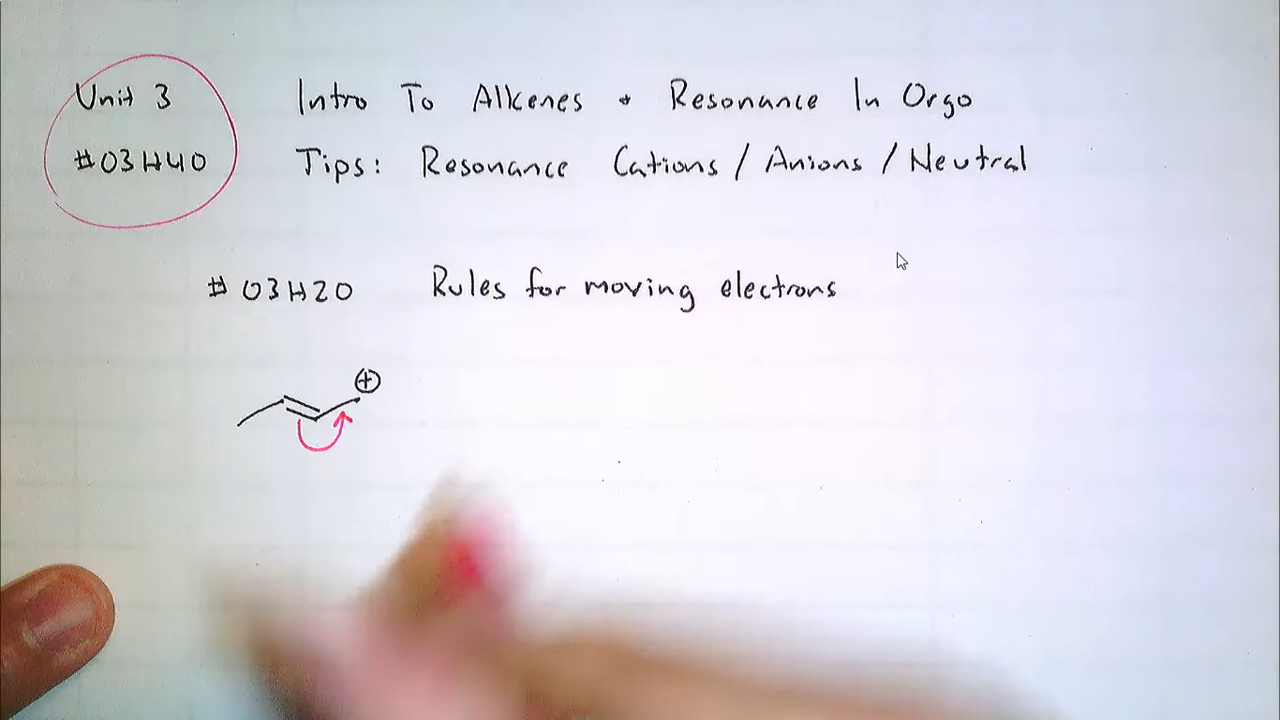 Unit 3 Intro To Alkenes + Resonance In Orgo
#03H40 Tips: Resonance Cations / Anions / Neutral
#03H20 Rules for moving electrons
+